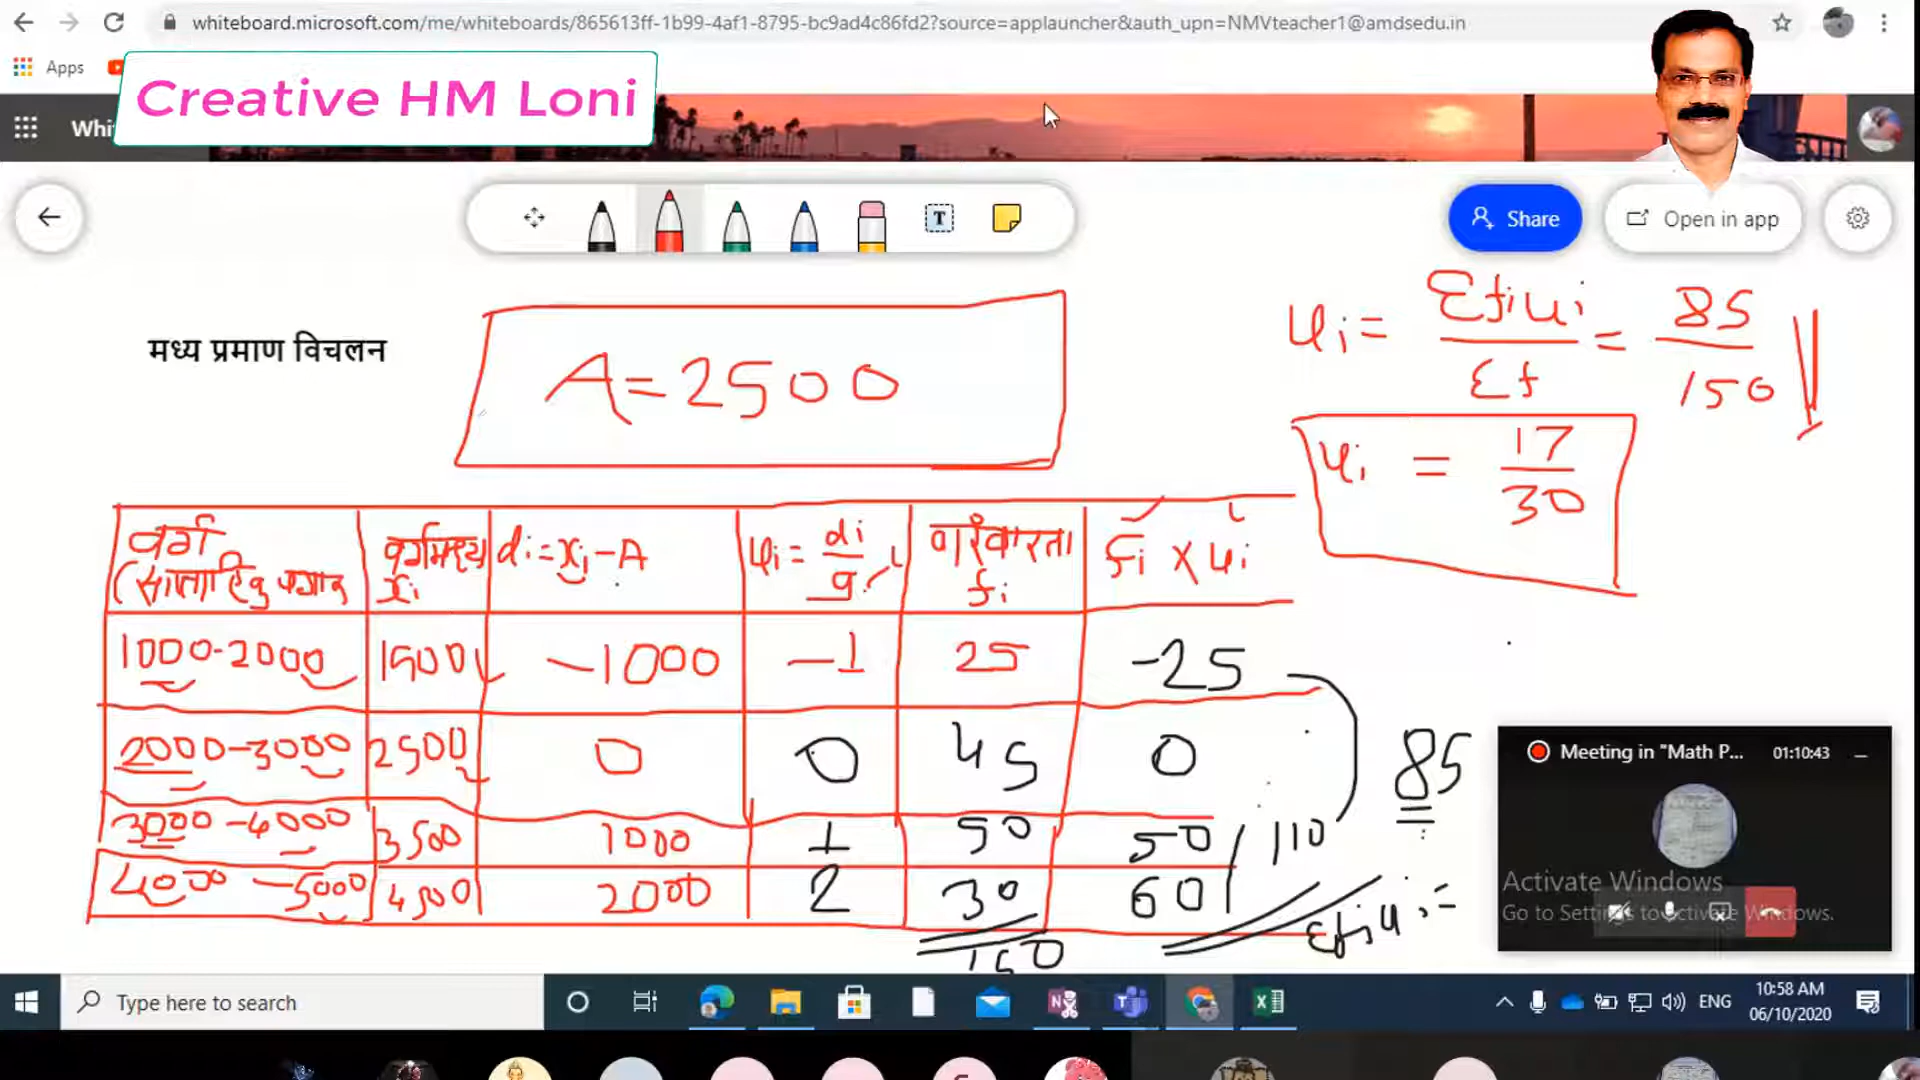 whiteboard.microsoft.com/me/whiteboards/865613ff-1b99-4af1-8795-bc9ad4c86fd2?source=applauncher&auth_upn=NMVteacher1@amdsedu.in
Apps
Creative HM Loni
Whi
Share
Open in app
मध्य प्रमाण विचलन
A=2500
ui = Σfiui / Σf = 85 / 150
ui = 17 / 30
वर्ग वर्गमध्य xi di=xi-A ui=di/g वारंवारता fi fi×ui
1000-2000 1500 -1000 -1 25 -25
2000-3000 2500 0 0 45 0
3000-4000 3500 1000 1 50 50 110
4000-5000 4500 2000 2 30 60
150
85
Σfiui=
Meeting in "Math P... 01:10:43
Activate Windows
Go to Settings to activate Windows.
Type here to search
ENG
10:58 AM
06/10/2020